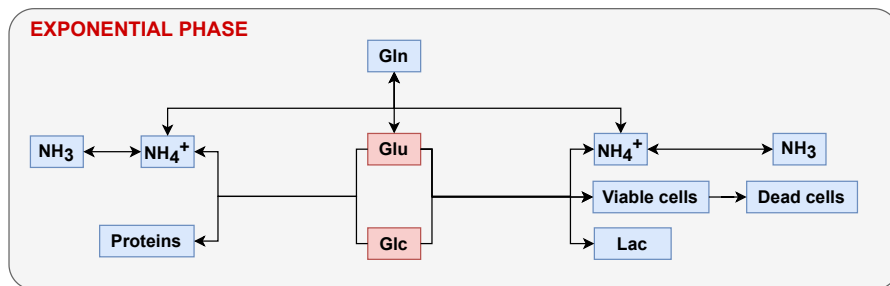 EXPONENTIAL PHASE
Gln
NH3
NH4+
Glu
NH4+
NH3
Viable cells
Dead cells
Proteins
Glc
Lac